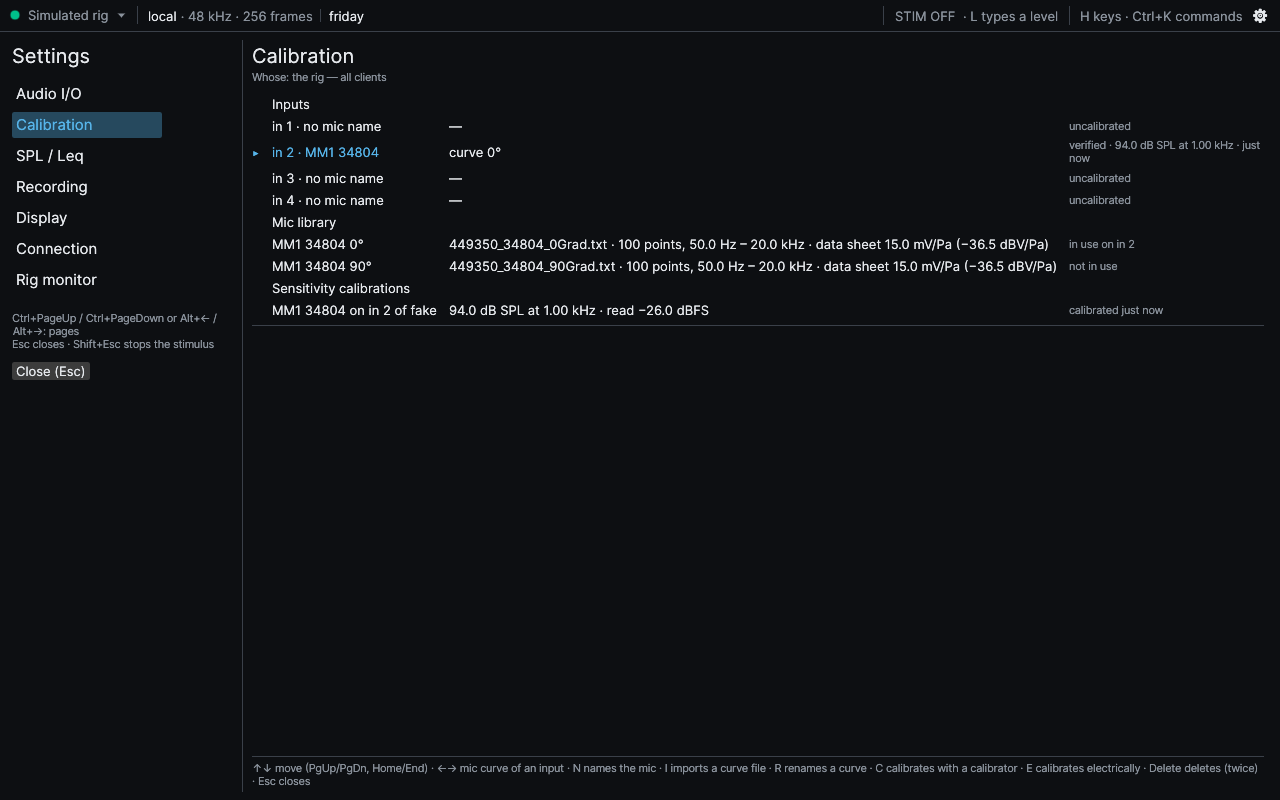 Simulated rig local · 48 kHz · 256 frames friday STIM OFF · L types a level H keys · Ctrl+K commands
Settings
Audio I/O
Calibration
SPL / Leq
Recording
Display
Connection
Rig monitor
Ctrl+PageUp / Ctrl+PageDown or Alt+← /
Alt+→: pages
Esc closes · Shift+Esc stops the stimulus
Close (Esc)
Calibration
Whose: the rig — all clients
Inputs
in 1 · no mic name — uncalibrated
▸ in 2 · MM1 34804 curve 0° verified · 94.0 dB SPL at 1.00 kHz · just
now
in 3 · no mic name — uncalibrated
in 4 · no mic name — uncalibrated
Mic library
MM1 34804 0° 449350_34804_0Grad.txt · 100 points, 50.0 Hz – 20.0 kHz · data sheet 15.0 mV/Pa (−36.5 dBV/Pa) in use on in 2
MM1 34804 90° 449350_34804_90Grad.txt · 100 points, 50.0 Hz – 20.0 kHz · data sheet 15.0 mV/Pa (−36.5 dBV/Pa) not in use
Sensitivity calibrations
MM1 34804 on in 2 of fake 94.0 dB SPL at 1.00 kHz · read −26.0 dBFS calibrated just now
↑↓ move (PgUp/PgDn, Home/End) · ←→ mic curve of an input · N names the mic · I imports a curve file · R renames a curve · C calibrates with a calibrator · E calibrates electrically · Delete deletes (twice)
· Esc closes